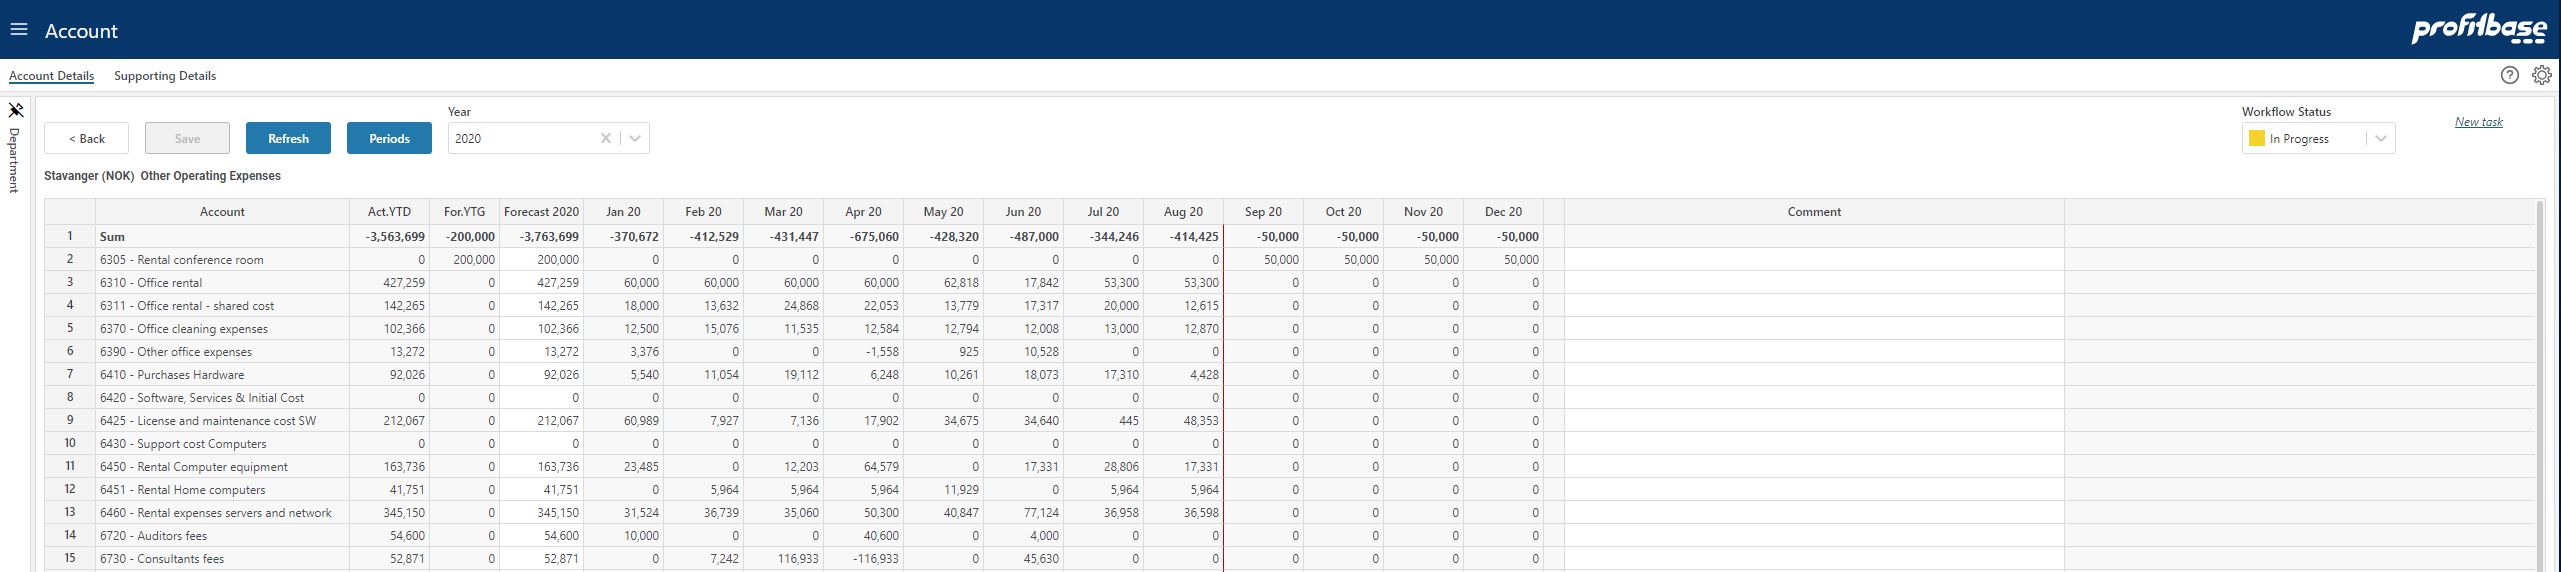 Account
profitbase
Account Details Supporting Details
Department
Year
Workflow Status
New task
< Back Save Refresh Periods 2020 In Progress
Stavanger (NOK) Other Operating Expenses
Account Act.YTD For.YTG Forecast 2020 Jan 20 Feb 20 Mar 20 Apr 20 May 20 Jun 20 Jul 20 Aug 20 Sep 20 Oct 20 Nov 20 Dec 20 Comment
1 Sum -3,563,699 -200,000 -3,763,699 -370,672 -412,529 -431,447 -675,060 -428,320 -487,000 -344,246 -414,425 -50,000 -50,000 -50,000 -50,000
2 6305 - Rental conference room 0 200,000 200,000 0 0 0 0 0 0 0 0 50,000 50,000 50,000 50,000
3 6310 - Office rental 427,259 0 427,259 60,000 60,000 60,000 60,000 62,818 17,842 53,300 53,300 0 0 0 0
4 6311 - Office rental - shared cost 142,265 0 142,265 18,000 13,632 24,868 22,053 13,779 17,317 20,000 12,615 0 0 0 0
5 6370 - Office cleaning expenses 102,366 0 102,366 12,500 15,076 11,535 12,584 12,794 12,008 13,000 12,870 0 0 0 0
6 6390 - Other office expenses 13,272 0 13,272 3,376 0 0 -1,558 925 10,528 0 0 0 0 0 0
7 6410 - Purchases Hardware 92,026 0 92,026 5,540 11,054 19,112 6,248 10,261 18,073 17,310 4,428 0 0 0 0
8 6420 - Software, Services & Initial Cost 0 0 0 0 0 0 0 0 0 0 0 0 0 0 0
9 6425 - License and maintenance cost SW 212,067 0 212,067 60,989 7,927 7,136 17,902 34,675 34,640 445 48,353 0 0 0 0
10 6430 - Support cost Computers 0 0 0 0 0 0 0 0 0 0 0 0 0 0 0
11 6450 - Rental Computer equipment 163,736 0 163,736 23,485 0 12,203 64,579 0 17,331 28,806 17,331 0 0 0 0
12 6451 - Rental Home computers 41,751 0 41,751 0 5,964 5,964 5,964 11,929 0 5,964 5,964 0 0 0 0
13 6460 - Rental expenses servers and network 345,150 0 345,150 31,524 36,739 35,060 50,300 40,847 77,124 36,958 36,598 0 0 0 0
14 6720 - Auditors fees 54,600 0 54,600 10,000 0 0 40,600 0 4,000 0 0 0 0 0 0
15 6730 - Consultants fees 52,871 0 52,871 0 7,242 116,933 -116,933 0 45,630 0 0 0 0 0 0